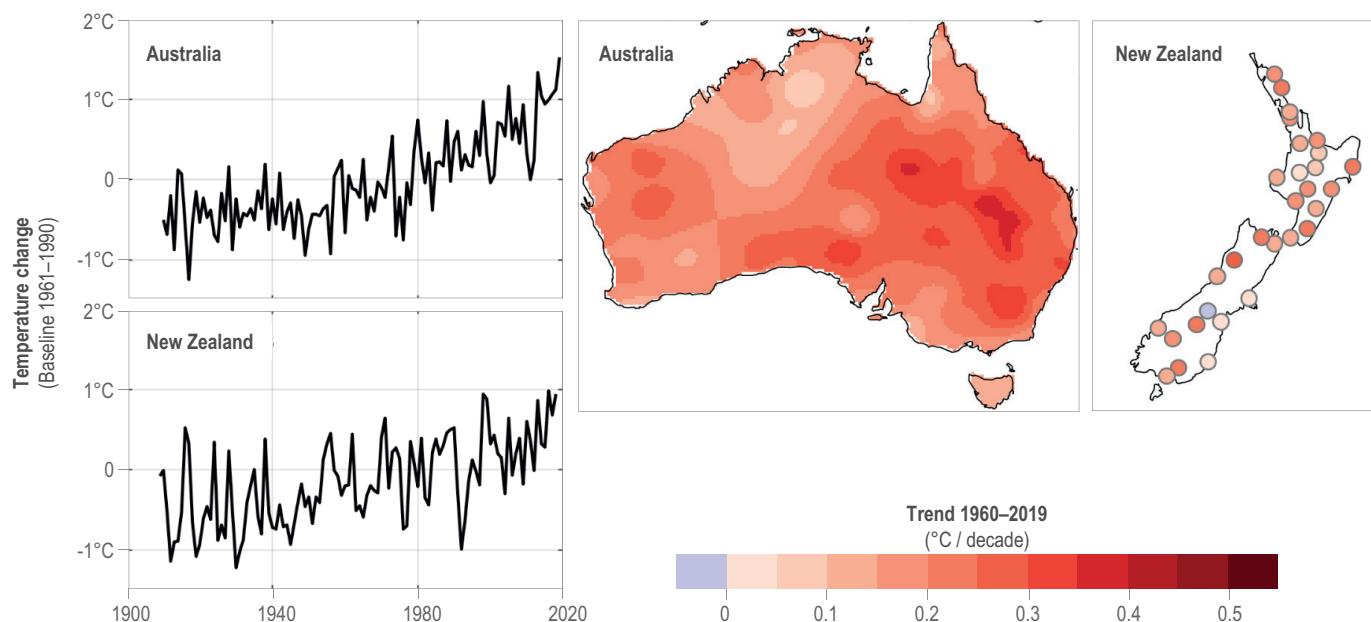 Temperature change
(Baseline 1961–1990)
2°C
1°C
0
-1°C
Australia
2°C
1°C
0
-1°C
New Zealand
1900
1940
1980
2020
Australia
New Zealand
Trend 1960–2019
(°C / decade)
0
0.1
0.2
0.3
0.4
0.5